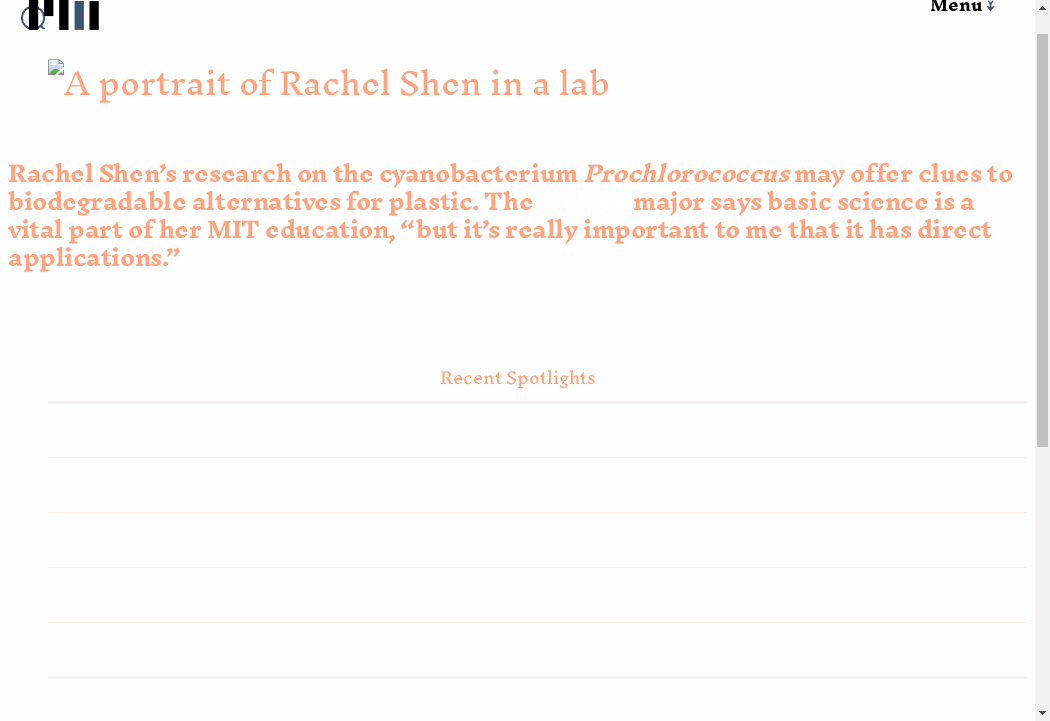 Menu
A portrait of Rachel Shen in a lab
Rachel Shen’s research on the cyanobacterium Prochlorococcus may offer clues to
biodegradable alternatives for plastic. The major says basic science is a
vital part of her MIT education, “but it’s really important to me that it has direct
applications.”
Recent Spotlights